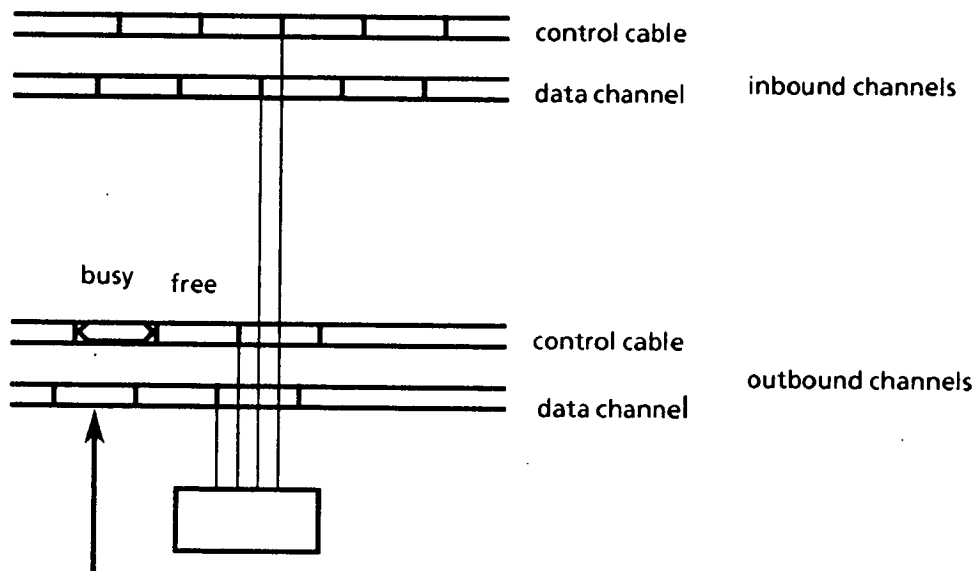 control cable
data channel
inbound channels
busy
free
control cable
data channel
outbound channels